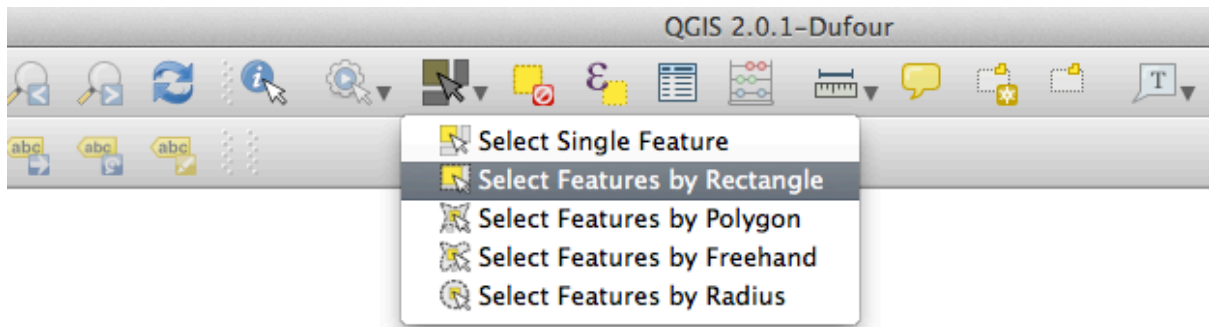 QGIS 2.0.1-Dufour
ε
T
abc abc abc
Select Single Feature
Select Features by Rectangle
Select Features by Polygon
Select Features by Freehand
Select Features by Radius